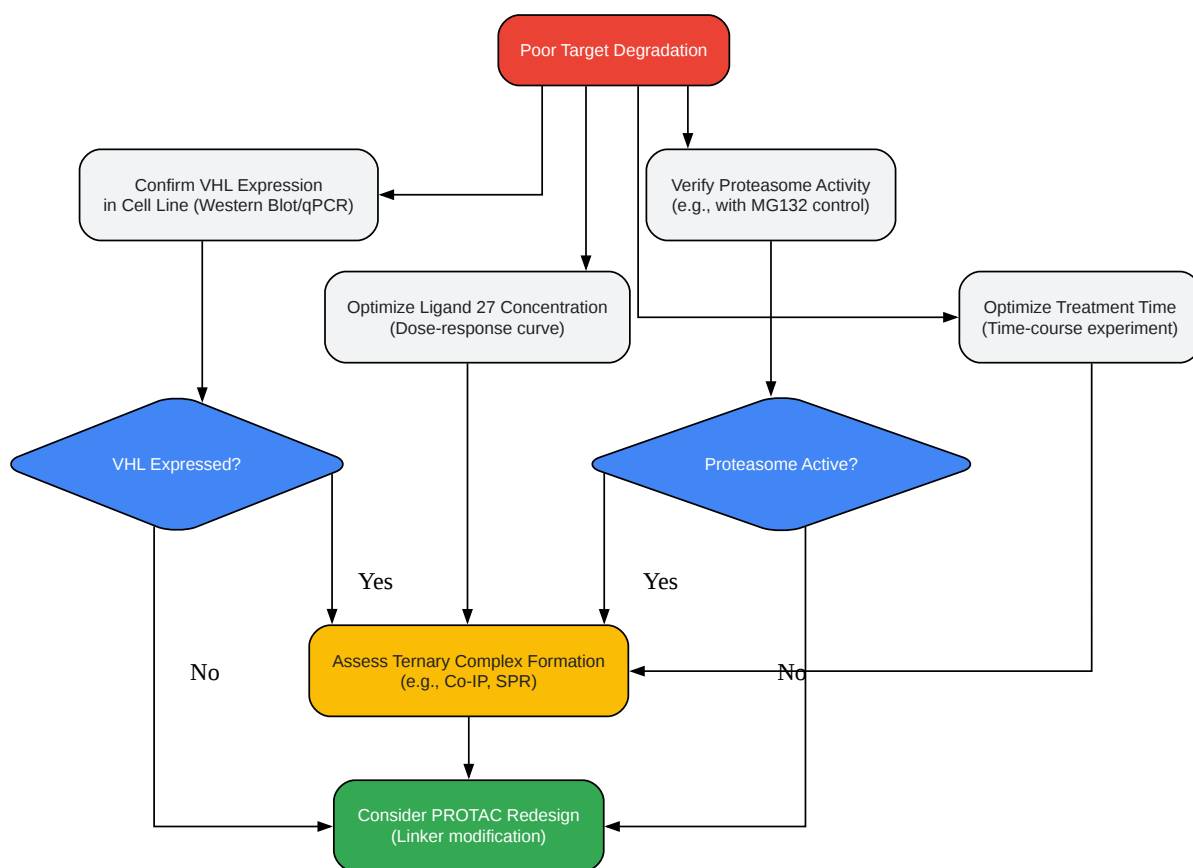 Poor Target Degradation
Confirm VHL Expression
in Cell Line (Western Blot/qPCR)
Verify Proteasome Activity
(e.g., with MG132 control)
Optimize Ligand 27 Concentration
(Dose-response curve)
Optimize Treatment Time
(Time-course experiment)
VHL Expressed?
Proteasome Active?
Yes
Yes
Assess Ternary Complex Formation
(e.g., Co-IP, SPR)
No
No
Consider PROTAC Redesign
(Linker modification)